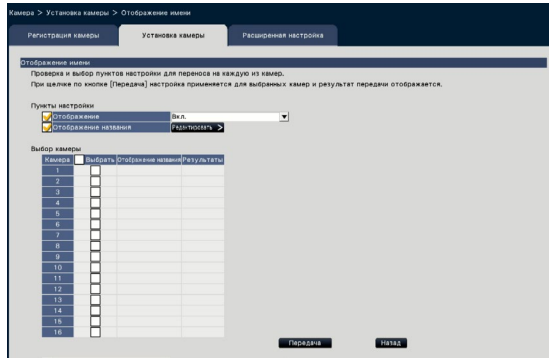 Камера > Установка камеры > Отображение имени
Регистрация камеры Установка камеры Расширенная настройка
Отображение имени
Проверка и выбор пунктов настройки для переноса на каждую из камер.
При щелчке по кнопке [Передача] настройка применяется для выбранных камер и результат передачи отображается.
Пункты настройки
Отображение Вкл.
Отображение названия Редактировать >
Выбор камеры
Камера Выбрать Отображение названия Результаты
1
2
3
4
5
6
7
8
9
10
11
12
13
14
15
16
Передача Назад